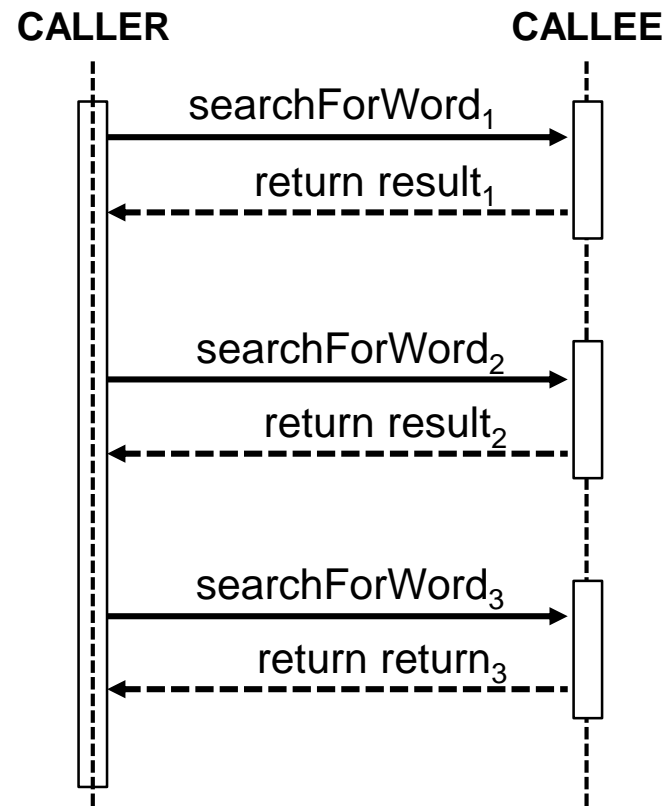 CALLER CALLEE
searchForWord₁
return result₁
searchForWord₂
return result₂
searchForWord₃
return return₃